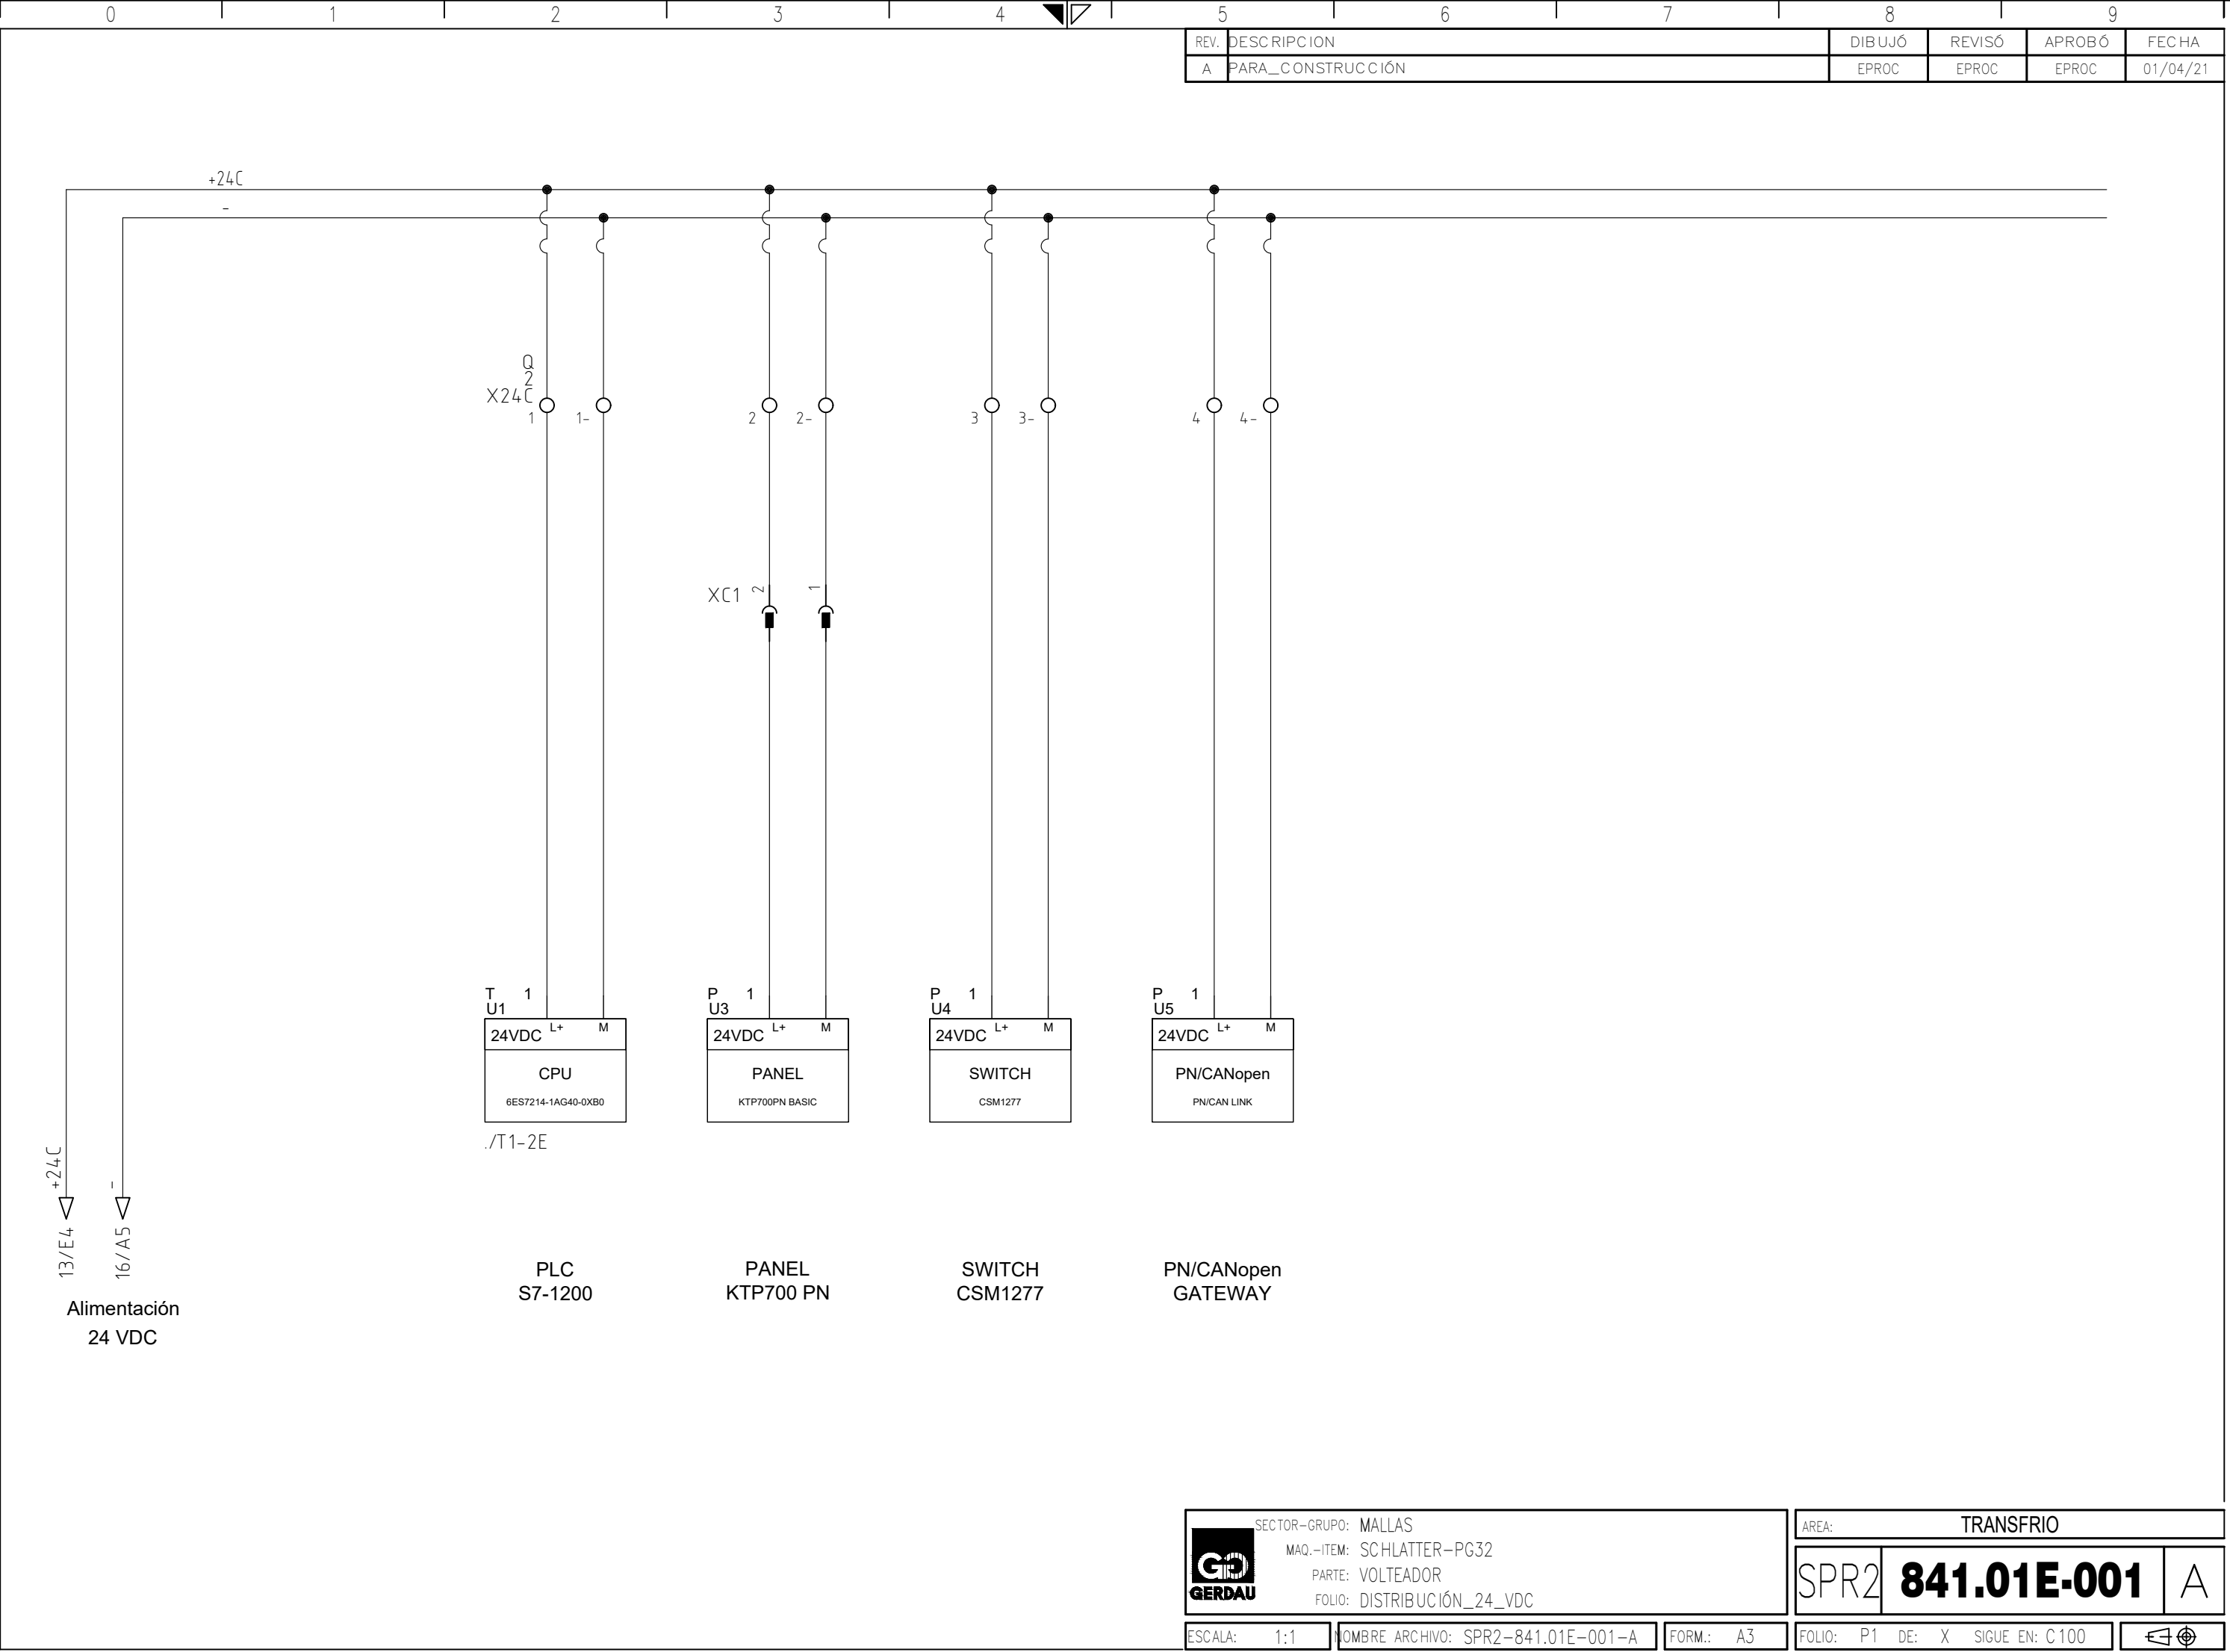 0 1 2 3 4 5 6 7 8 9
REV. DESCRIPCION DIBUJÓ REVISÓ APROBÓ FECHA
A PARA_CONSTRUCCIÓN EPROC EPROC EPROC 01/04/21
+24C
-
Q
2
X24C
1 1- 2 2- 3 3- 4 4-
XC1 2 1
T 1 P 1 P 1 P 1
U1 U3 U4 U5
24VDC L+ M 24VDC L+ M 24VDC L+ M 24VDC L+ M
CPU PANEL SWITCH PN/CANopen
6ES7214-1AG40-0XB0 KTP700PN BASIC CSM1277 PN/CAN LINK
./T1-2E
+24C -
13/E4 16/A5
PLC PANEL SWITCH PN/CANopen
S7-1200 KTP700 PN CSM1277 GATEWAY
Alimentación
24 VDC
GERDAU
SECTOR-GRUPO: MALLAS
MAQ.-ITEM: SCHLATTER-PG32
PARTE: VOLTEADOR
FOLIO: DISTRIBUCIÓN_24_VDC
AREA: TRANSFRIO
SPR2 841.01E-001 A
ESCALA: 1:1 NOMBRE ARCHIVO: SPR2-841.01E-001-A FORM.: A3 FOLIO: P1 DE: X SIGUE EN: C100